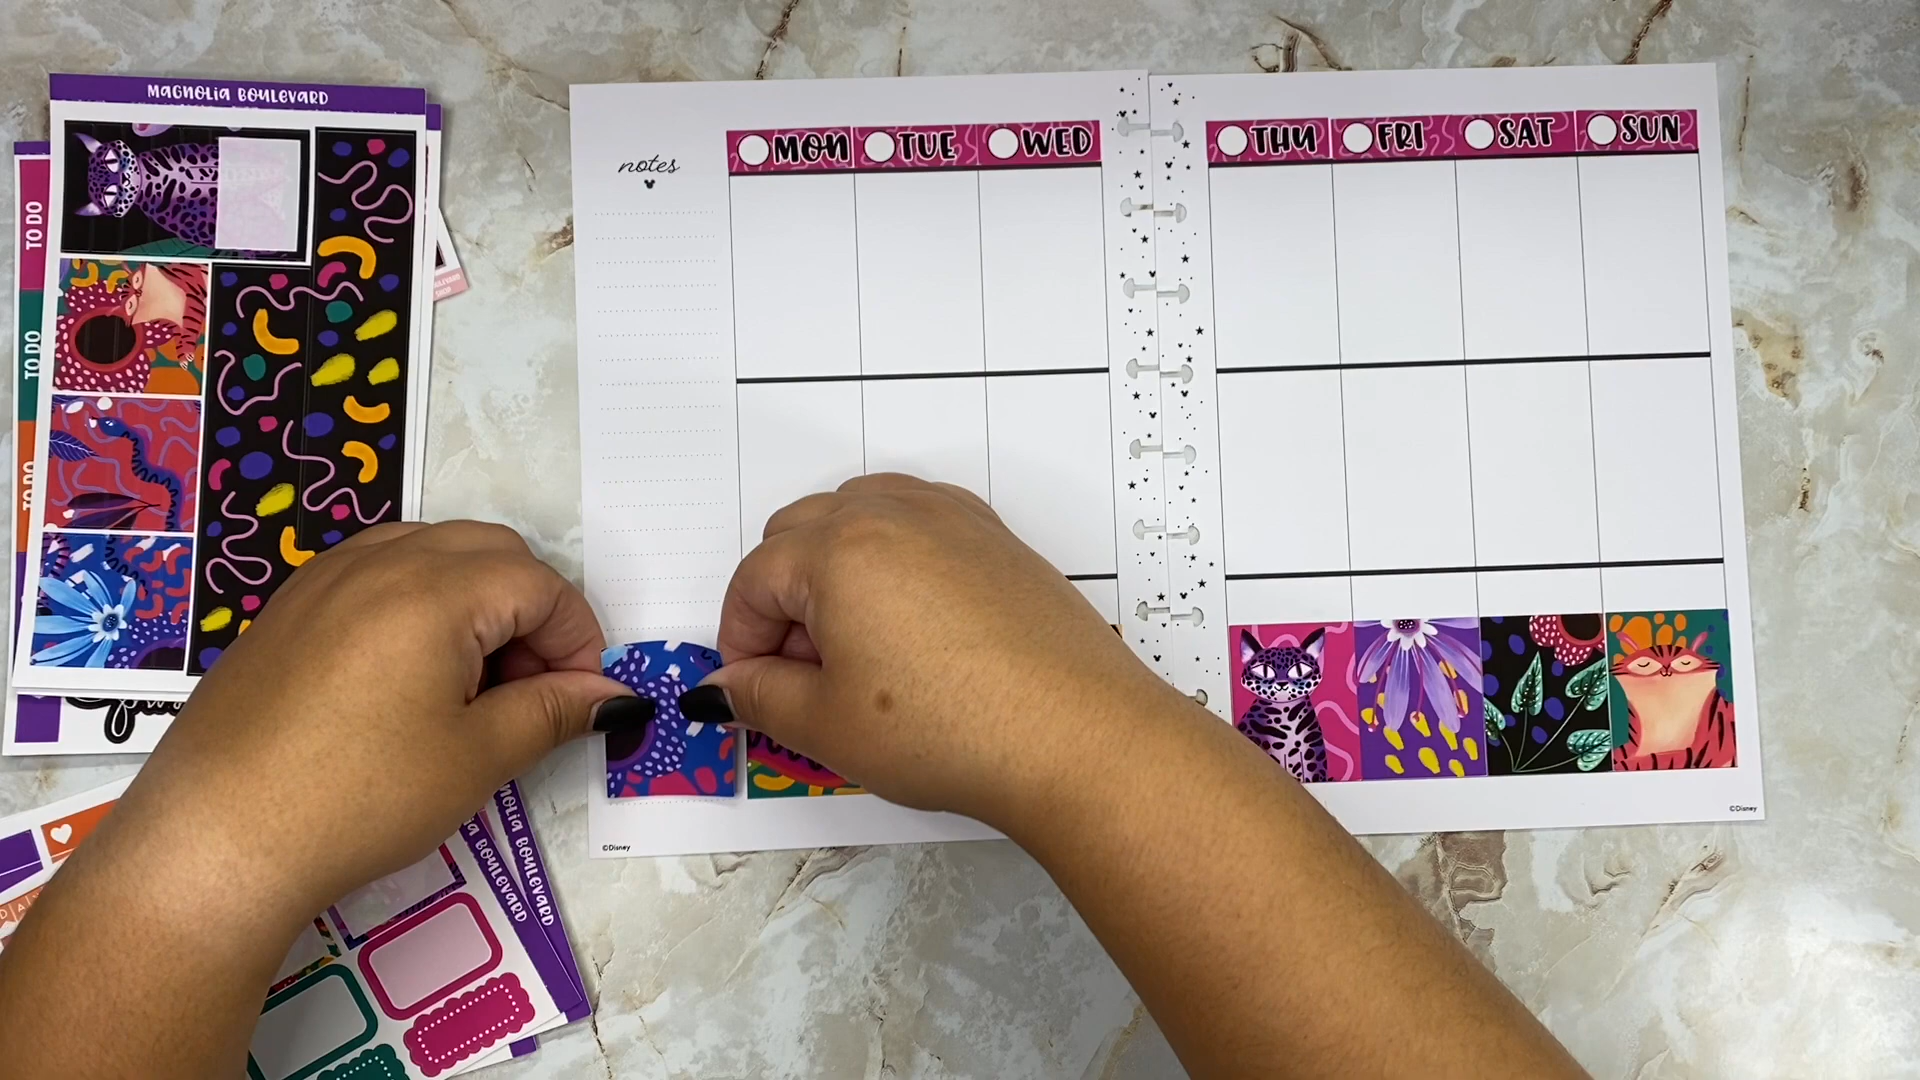 MAGNOLIA BOULEVARD
TO DO
TO DO
TO DO
notes
MON
TUE
WED
THU
FRI
SAT
SUN
©Disney
©Disney
BOULEVARD
MAGNOLIA BOULEVARD